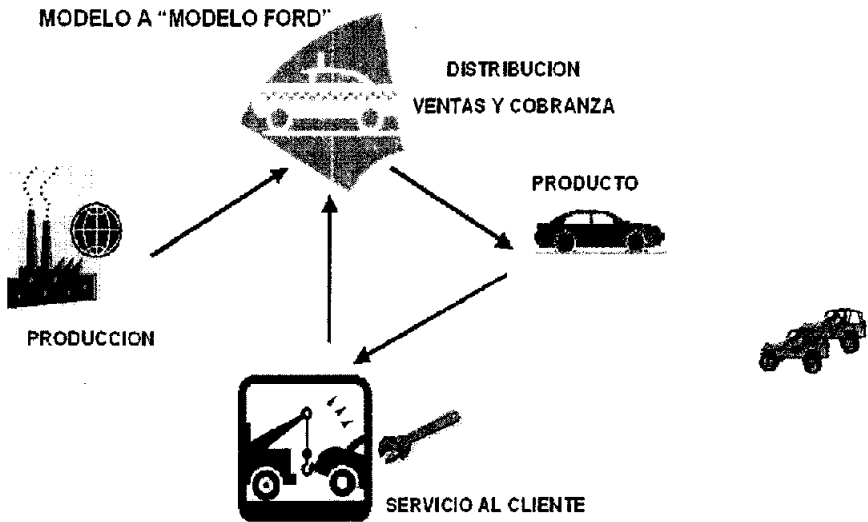 MODELO A "MODELO FORD"
DISTRIBUCION
VENTAS Y COBRANZA
PRODUCTO
PRODUCCION
SERVICIO AL CLIENTE